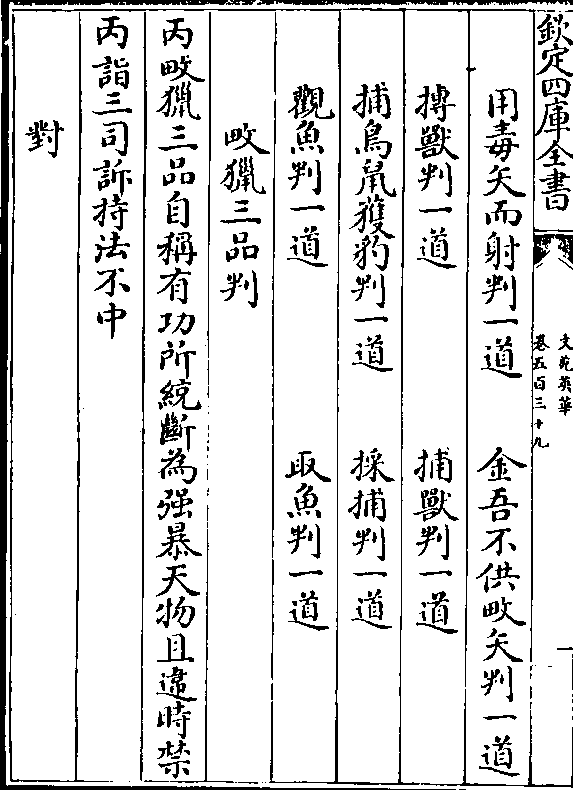 欽定四庫全書
文苑英華
卷五百三十九
用毒矢而射判一道　金吾不供畋矢判一道
搏獸判一道　捕獸判一道
捕鳥鼠獲豹判一道　採捕判一道
觀魚判一道　取魚判一道
畋獵三品判
丙畋獵三品自稱有功所統斷為强暴天物且違時禁
丙詣三司訴持法不中
對